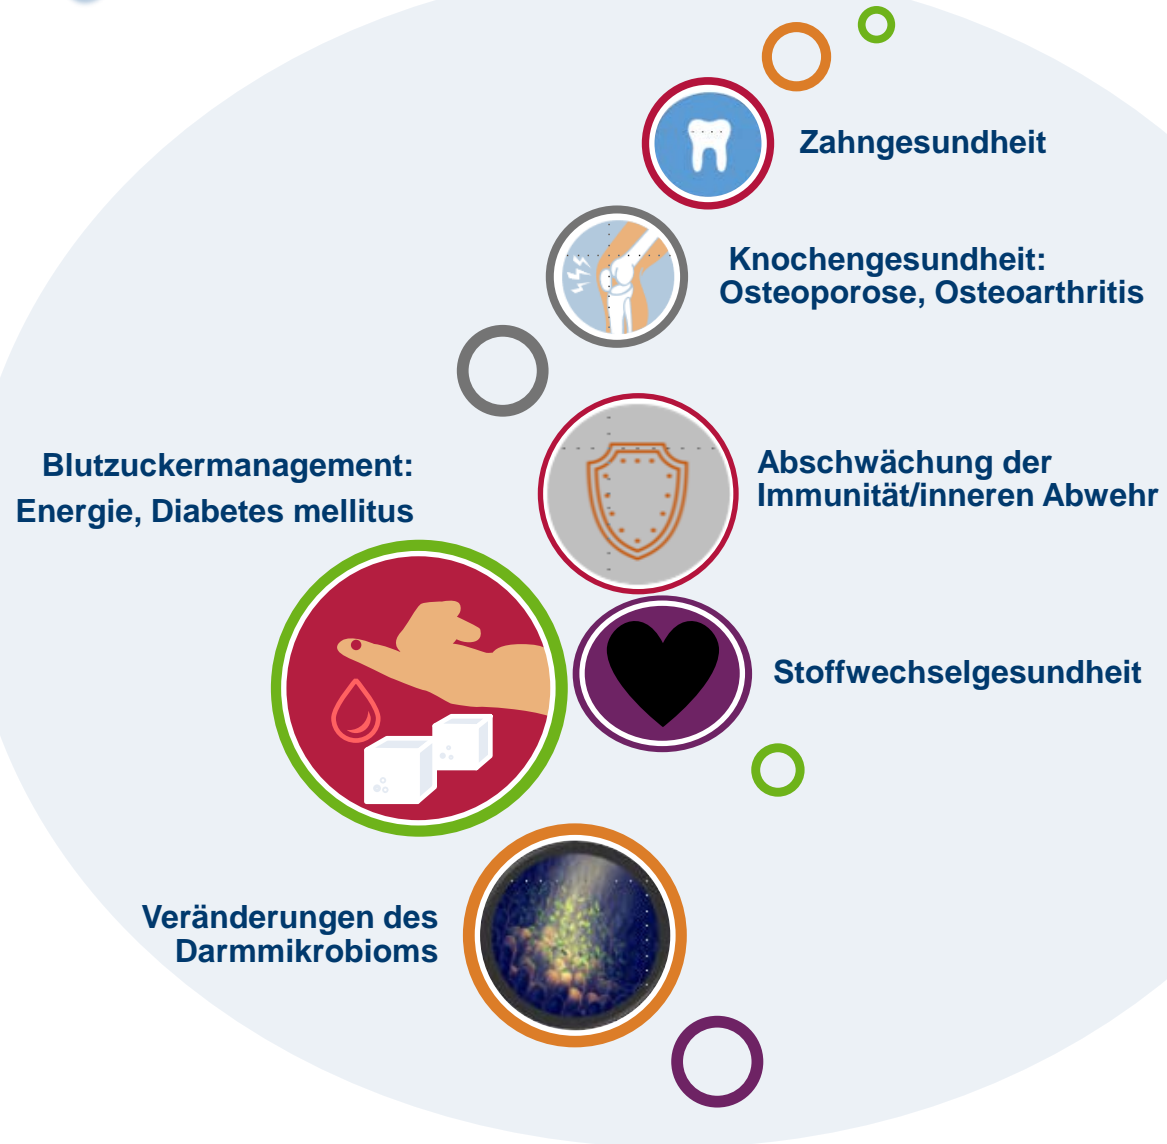 Zahngesundheit
Knochengesundheit:
Osteoporose, Osteoarthritis
Blutzuckermanagement:
Energie, Diabetes mellitus
Abschwächung der
Immunität/inneren Abwehr
Stoffwechselgesundheit
Veränderungen des
Darmmikrobioms